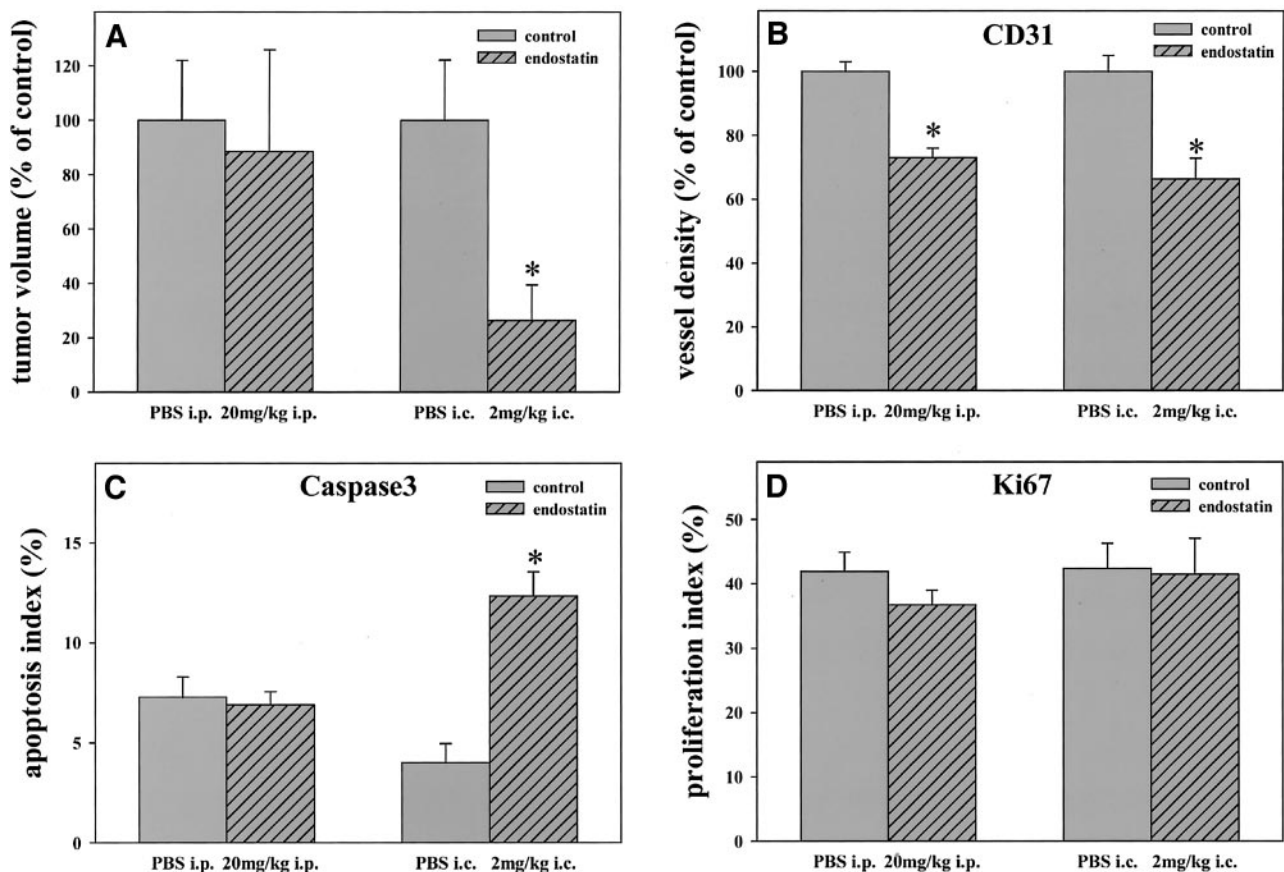 A
control
endostatin
tumor volume (% of control)
120
100
80
60
40
20
0
*
PBS i.p. 20mg/kg i.p. PBS i.c. 2mg/kg i.c.
B
CD31
control
endostatin
vessel density (% of control)
100
80
60
40
20
0
*
*
PBS i.p. 20mg/kg i.p. PBS i.c. 2mg/kg i.c.
C
Caspase3
control
endostatin
apoptosis index (%)
15
10
5
0
*
PBS i.p. 20mg/kg i.p. PBS i.c. 2mg/kg i.c.
D
Ki67
control
endostatin
proliferation index (%)
50
40
30
20
10
0
PBS i.p. 20mg/kg i.p. PBS i.c. 2mg/kg i.c.